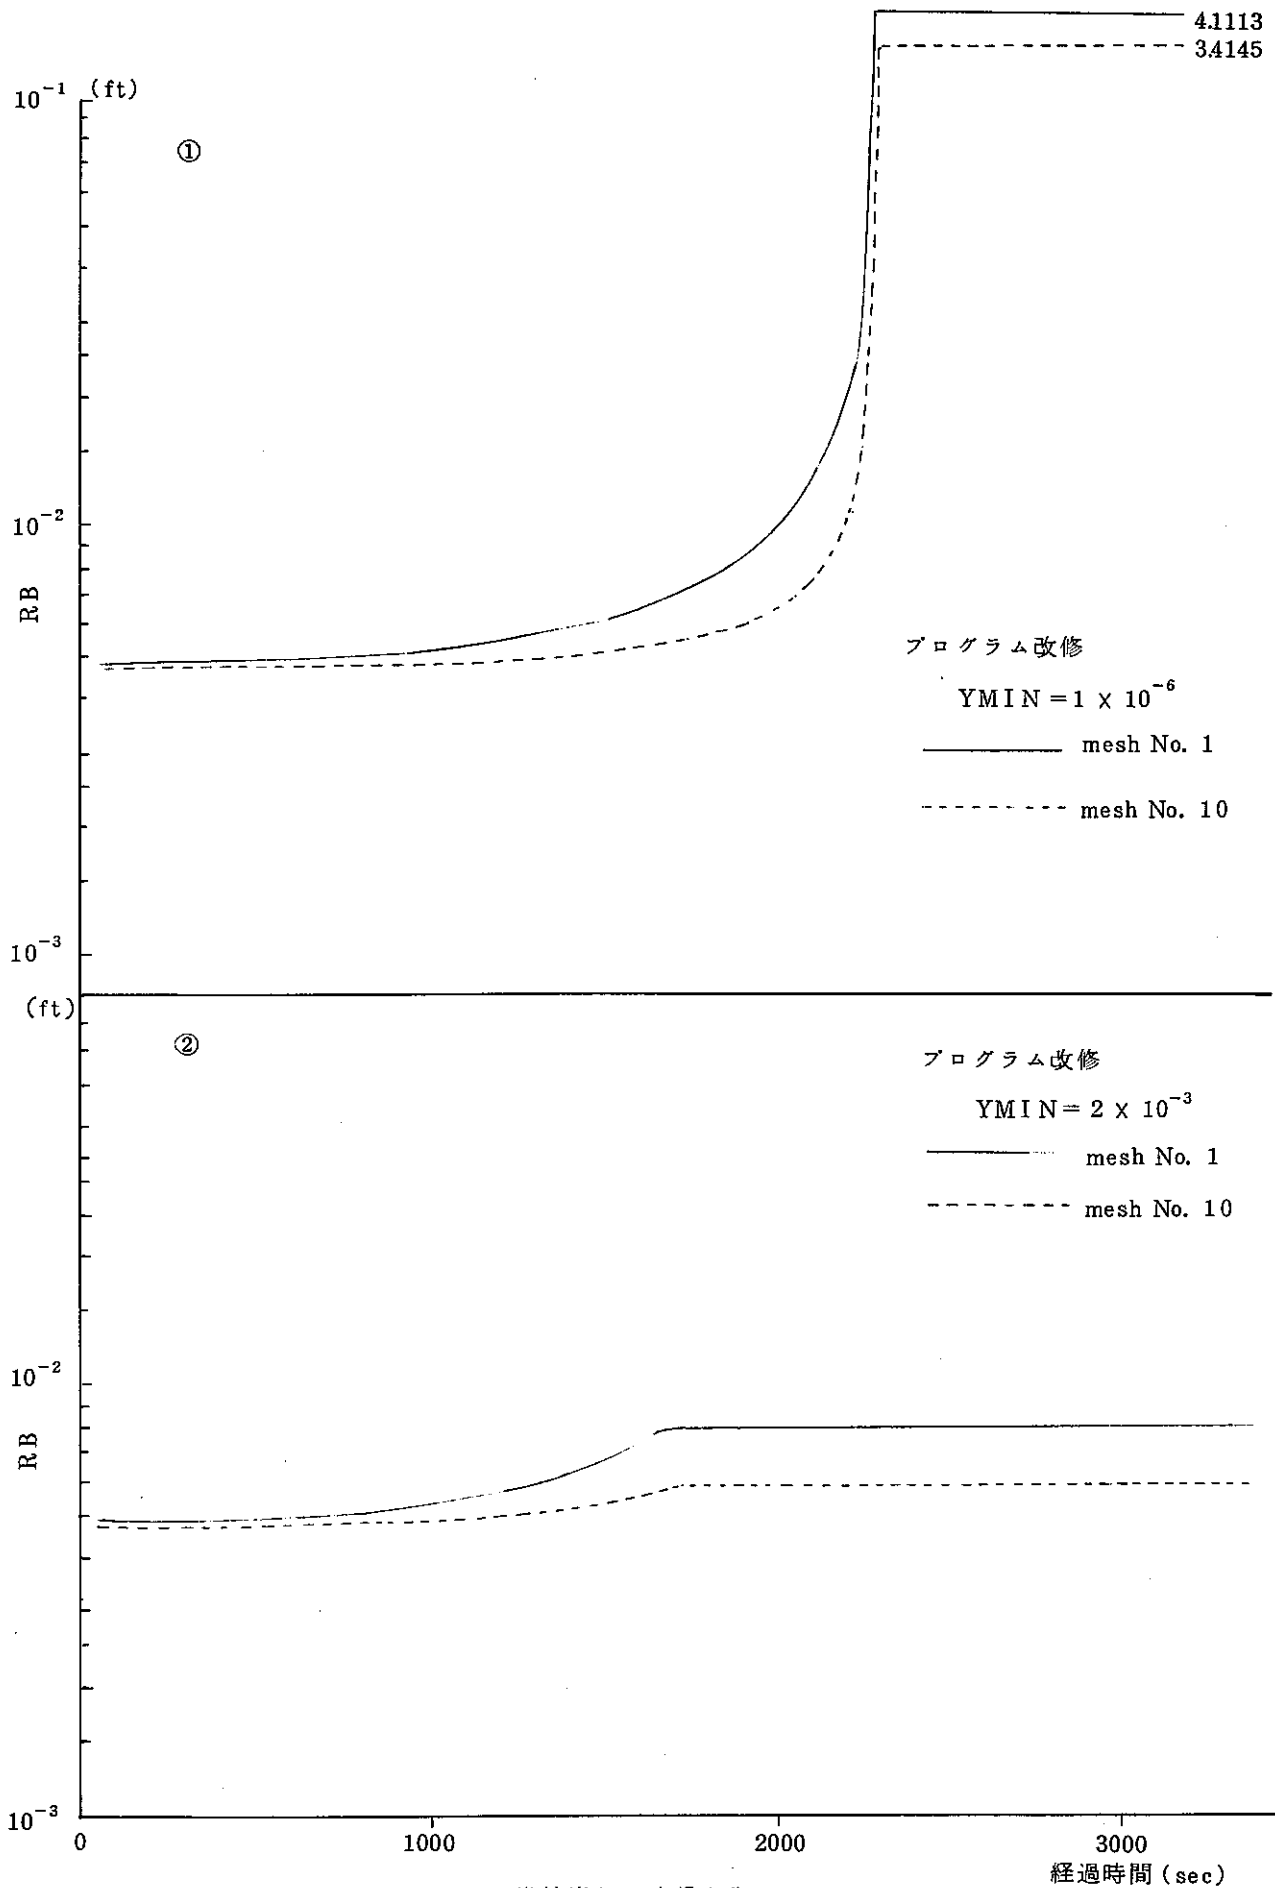 4.1113
3.4145
10⁻¹ (ft)
①
10⁻²
RB
プログラム改修
YMIN = 1 × 10⁻⁶
mesh No. 1
mesh No. 10
10⁻³
(ft)
②
プログラム改修
YMIN = 2 × 10⁻³
mesh No. 1
mesh No. 10
10⁻²
RB
10⁻³
0 1000 2000 3000
経過時間 (sec)